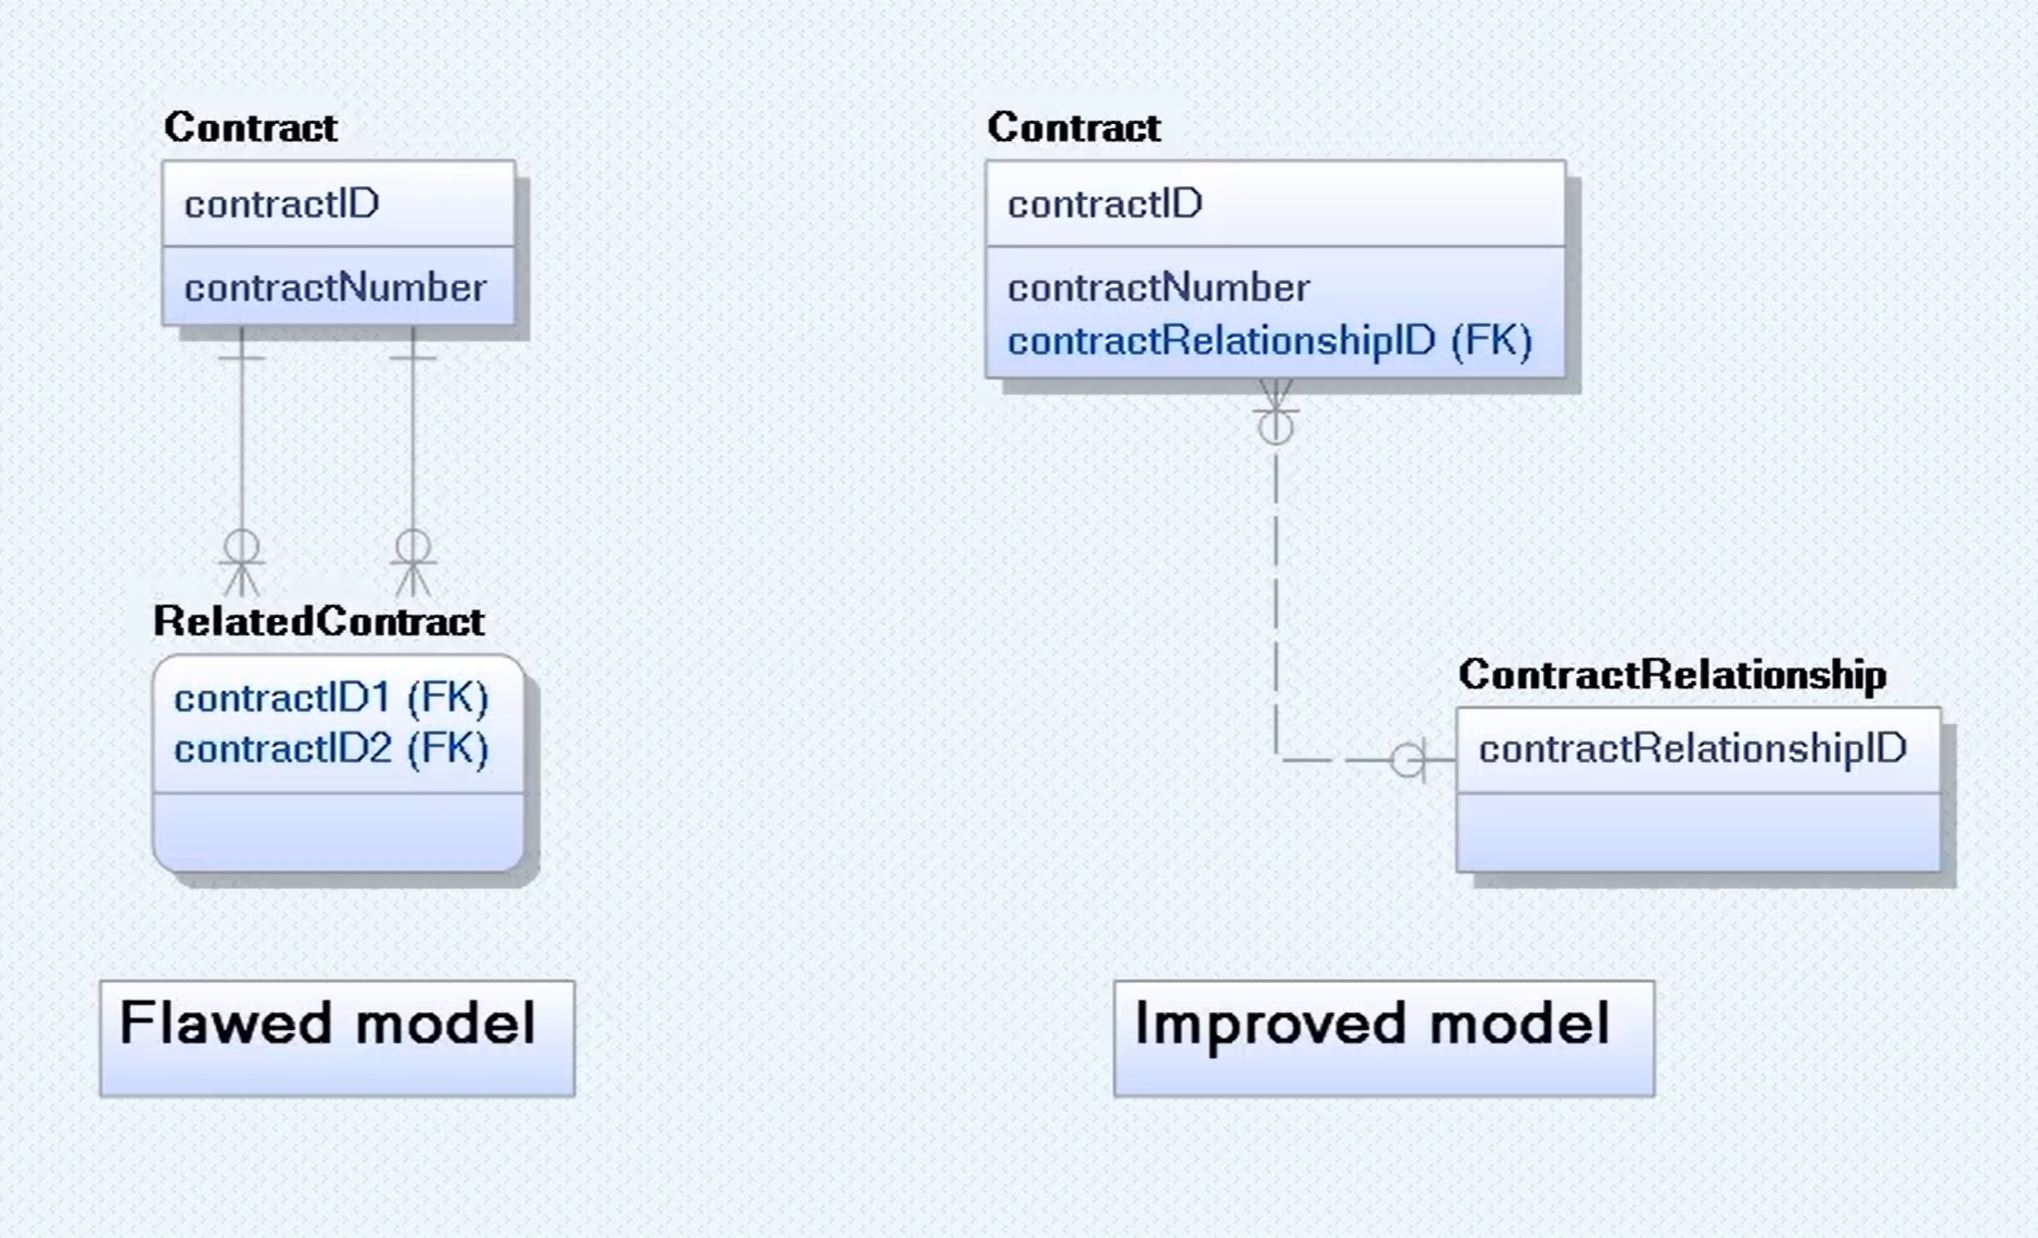 Contract
contractID
contractNumber
RelatedContract
contractID1 (FK)
contractID2 (FK)
Flawed model
Contract
contractID
contractNumber
contractRelationshipID (FK)
ContractRelationship
contractRelationshipID
Improved model